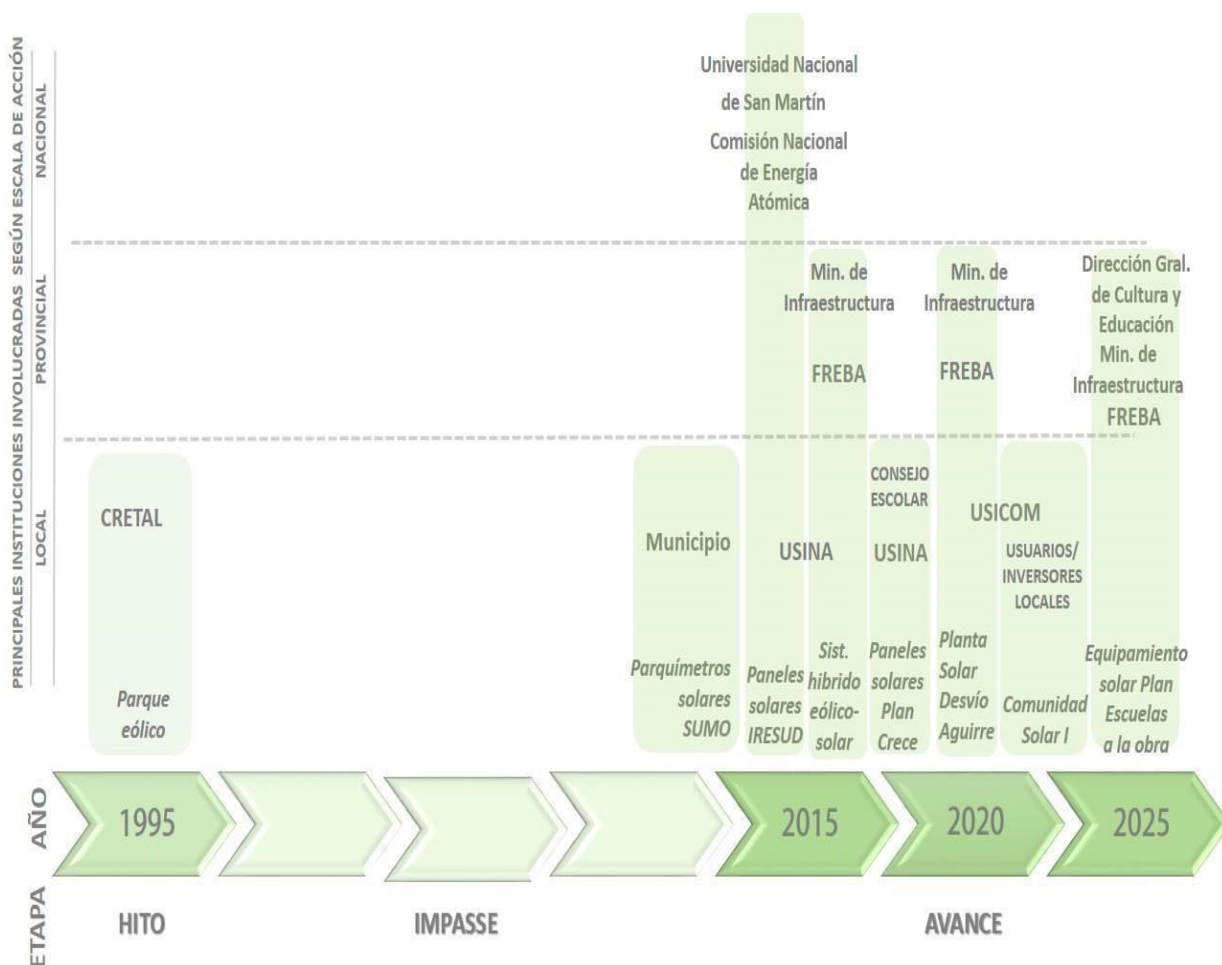 PRINCIPALES INSTITUCIONES INVOLUCRADAS SEGÚN ESCALA DE ACCIÓN
NACIONAL
Universidad Nacional
de San Martín
Comisión Nacional
de Energía
Atómica
PROVINCIAL
Min. de
Infraestructura
FREBA
Min. de
Infraestructura
FREBA
Dirección Gral.
de Cultura y
Educación
Min. de
Infraestructura
FREBA
LOCAL
CRETAL
Parque
eólico
Municipio
Parquímetros
solares
SUMO
USINA
Paneles
solares
IRESUD
Sist.
hibrido
eólico-
solar
CONSEJO
ESCOLAR
USINA
Paneles
solares
Plan
Crece
USICOM
Planta
Solar
Desvío
Aguirre
USUARIOS/
INVERSORES
LOCALES
Comunidad
Solar I
Equipamiento
solar Plan
Escuelas
a la obra
AÑO
1995
2015
2020
2025
ETAPA
HITO
IMPASSE
AVANCE